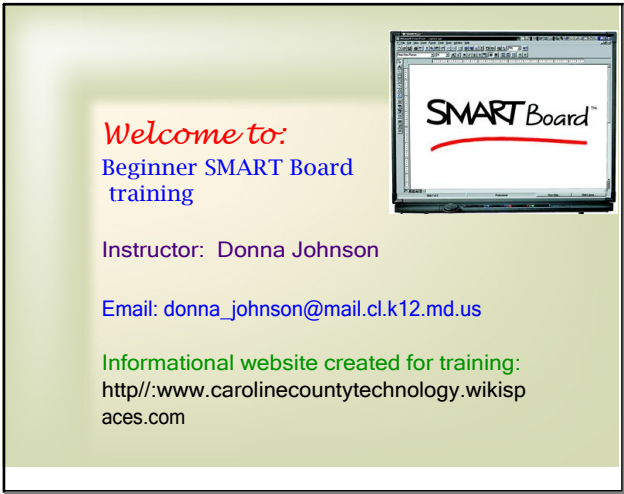 SMART Board™
Welcome to:
Beginner SMART Board
training
Instructor: Donna Johnson
Email: donna_johnson@mail.cl.k12.md.us
Informational website created for training:
http//:www.carolinecountytechnology.wikisp
aces.com